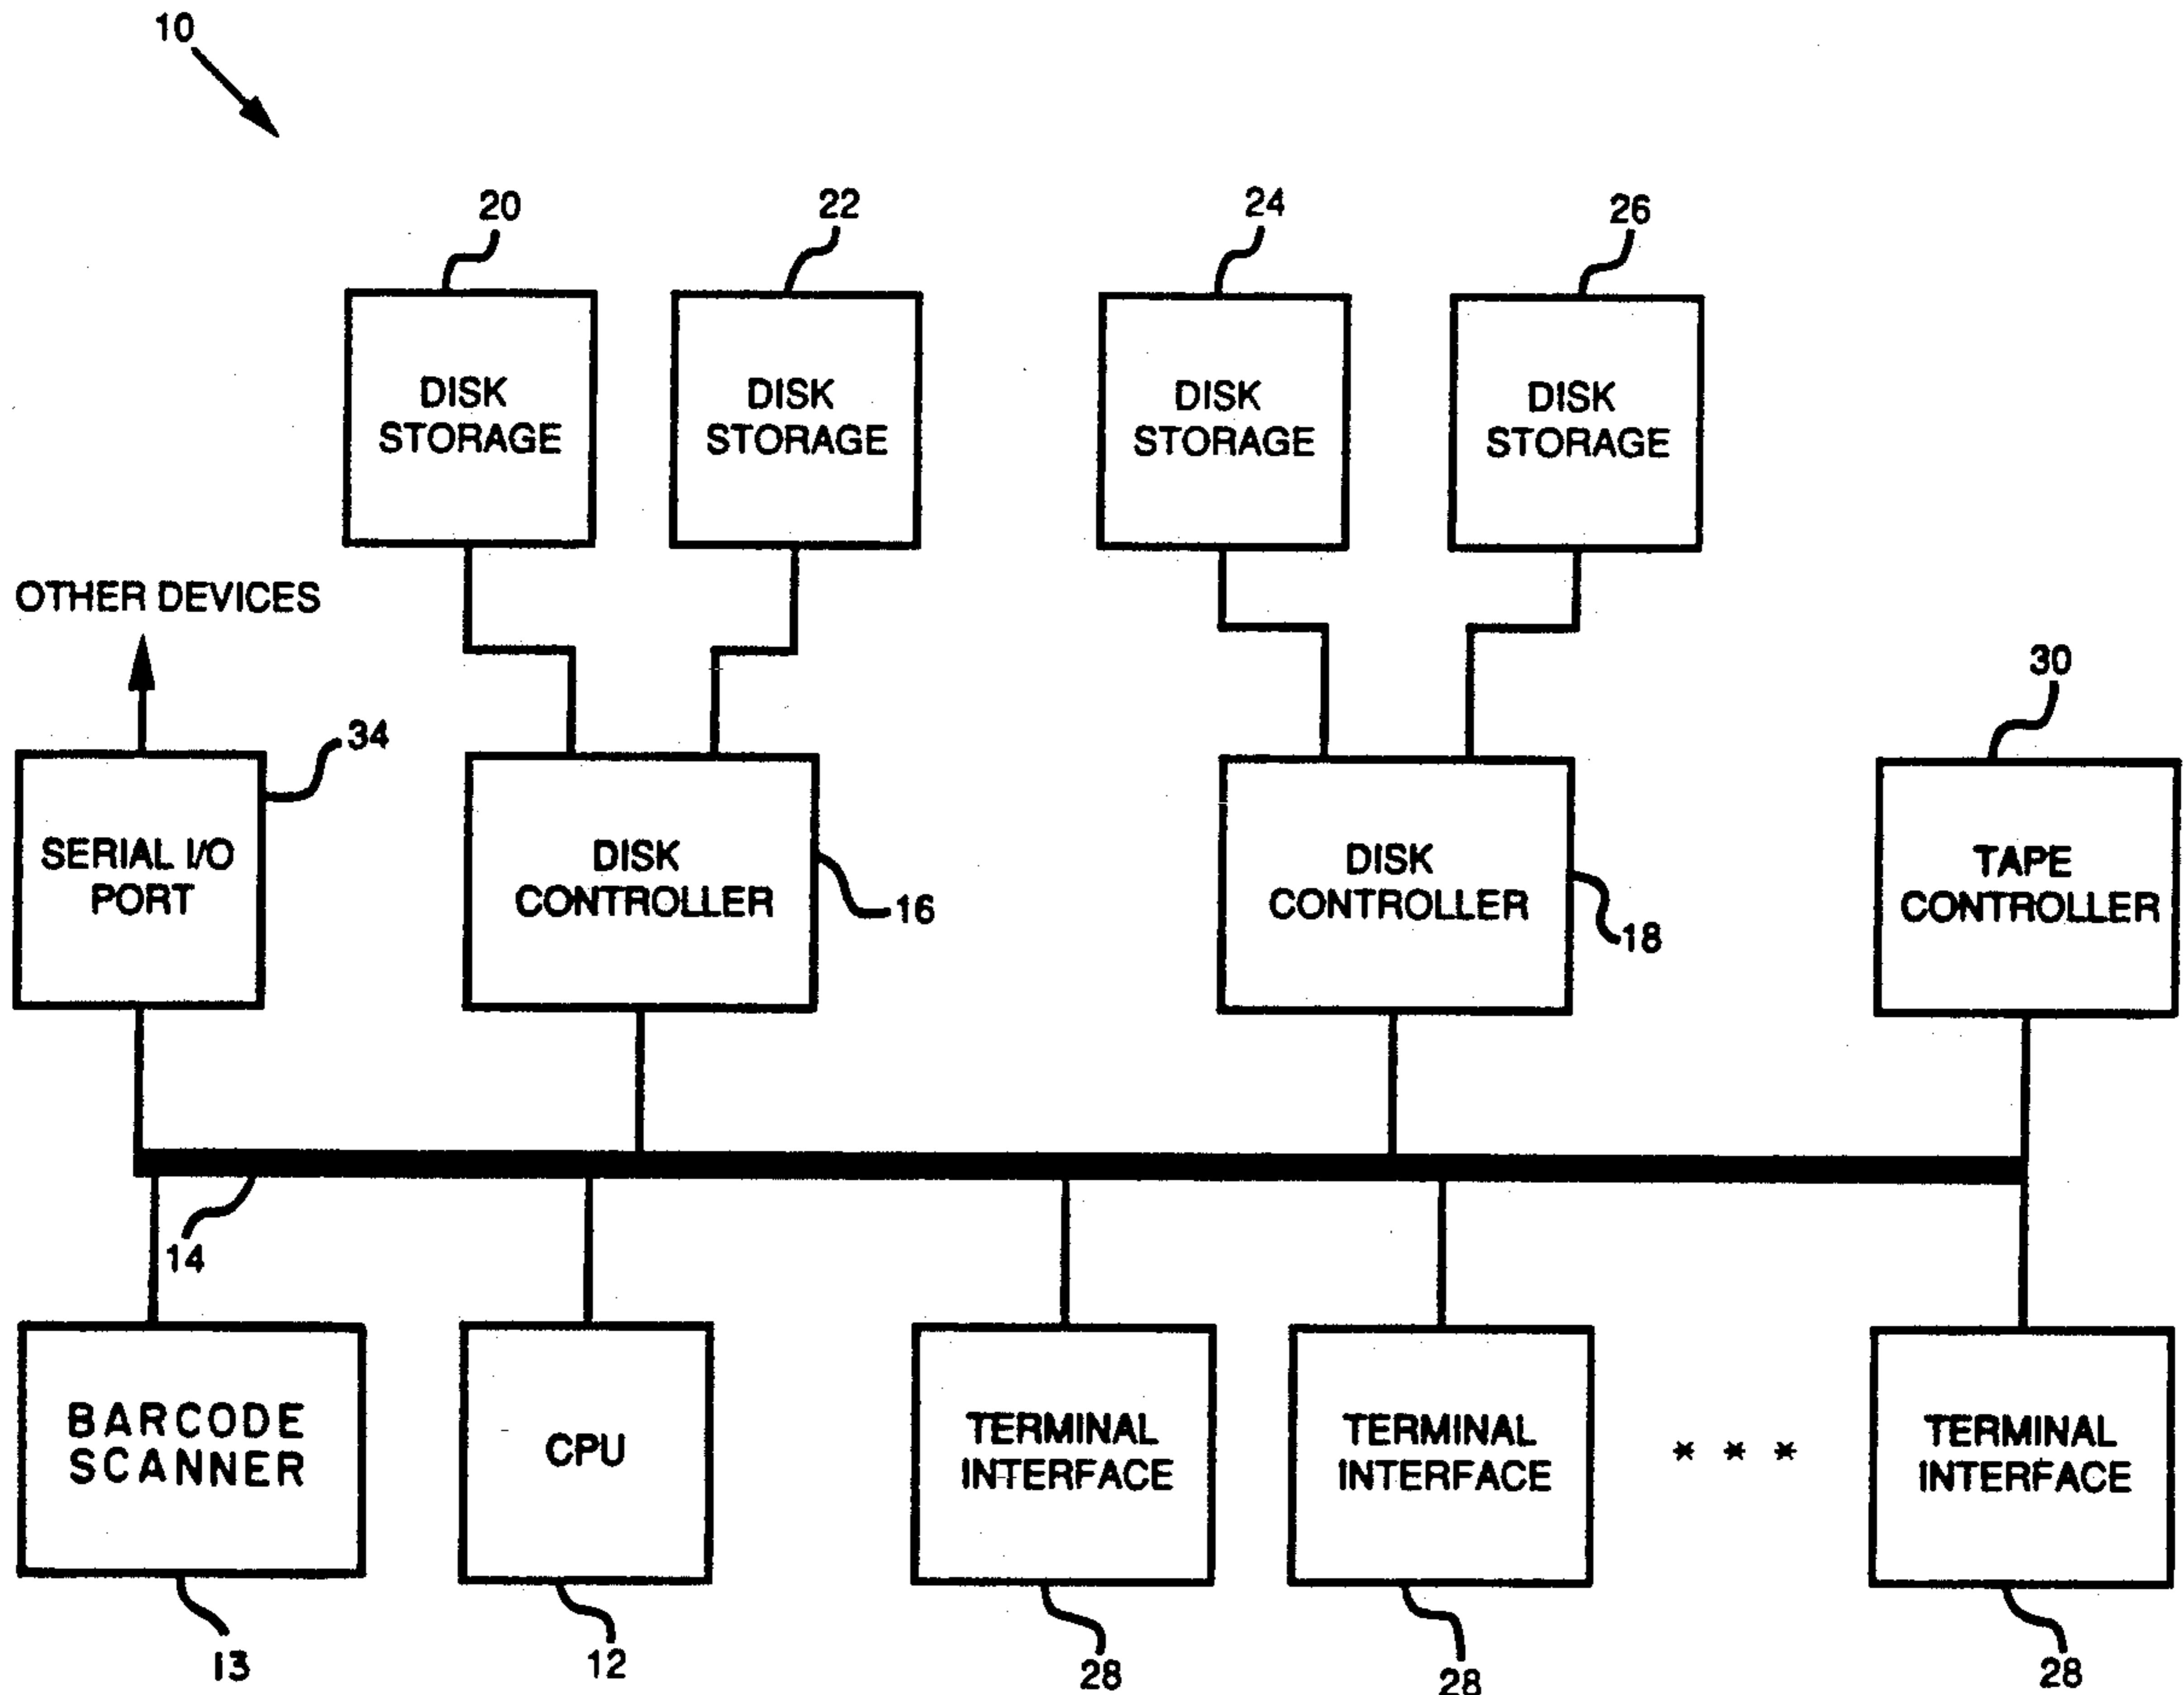 10
20
22
24
26
DISK
STORAGE
DISK
STORAGE
DISK
STORAGE
DISK
STORAGE
OTHER DEVICES
34
30
SERIAL I/O
PORT
DISK
CONTROLLER
16
DISK
CONTROLLER
18
TAPE
CONTROLLER
14
BARCODE
SCANNER
CPU
TERMINAL
INTERFACE
TERMINAL
INTERFACE
* * *
TERMINAL
INTERFACE
13
12
28
28
28